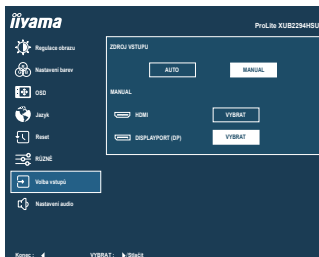 iiyama
ProLite XUB2294HSU
Regulace obrazu
Nastavení barev
OSD
Jazyk
Reset
RŮZNÉ
Volba vstupů
Nastavení audio
ZDROJ VSTUPU
AUTO
MANUAL
MANUAL
HDMI
VYBRAT
DISPLAYPORT (DP)
VYBRAT
Konec :
VYBRAT : /Stlačit